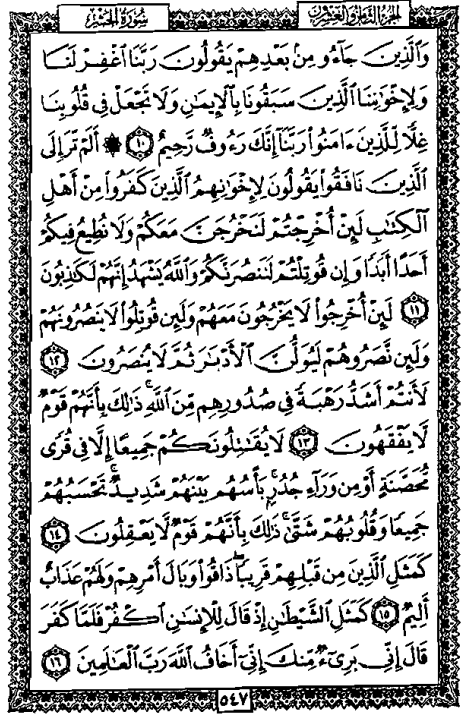 الجزء الثامن والعشرون
سورة الحشر
وَالَّذِينَ جَاءُو مِنْ بَعْدِهِمْ يَقُولُونَ رَبَّنَا اغْفِرْ لَنَا
وَلِإِخْوَانِنَا الَّذِينَ سَبَقُونَا بِالْإِيمَانِ وَلَا تَجْعَلْ فِي قُلُوبِنَا
غِلًّا لِلَّذِينَ ءَامَنُوا رَبَّنَا إِنَّكَ رَءُوفٌ رَحِيمٌ ١٠ ۞ أَلَمْ تَرَ إِلَى
الَّذِينَ نَافَقُوا يَقُولُونَ لِإِخْوَانِهِمُ الَّذِينَ كَفَرُوا مِنْ أَهْلِ
الْكِتَابِ لَئِنْ أُخْرِجْتُمْ لَنَخْرُجَنَّ مَعَكُمْ وَلَا نُطِيعُ فِيكُمْ
أَحَدًا أَبَدًا وَإِنْ قُوتِلْتُمْ لَنَنْصُرَنَّكُمْ وَاللَّهُ يَشْهَدُ إِنَّهُمْ لَكَاذِبُونَ
١١ لَئِنْ أُخْرِجُوا لَا يَخْرُجُونَ مَعَهُمْ وَلَئِنْ قُوتِلُوا لَا يَنْصُرُونَهُمْ
وَلَئِنْ نَصَرُوهُمْ لَيُوَلُّنَّ الْأَدْبَارَ ثُمَّ لَا يُنْصَرُونَ ١٢
لَأَنْتُمْ أَشَدُّ رَهْبَةً فِي صُدُورِهِمْ مِنَ اللَّهِ ۚ ذَٰلِكَ بِأَنَّهُمْ قَوْمٌ
لَا يَفْقَهُونَ ١٣ لَا يُقَاتِلُونَكُمْ جَمِيعًا إِلَّا فِي قُرًى
مُحَصَّنَةٍ أَوْ مِنْ وَرَاءِ جُدُرٍ ۚ بَأْسُهُمْ بَيْنَهُمْ شَدِيدٌ ۚ تَحْسَبُهُمْ
جَمِيعًا وَقُلُوبُهُمْ شَتَّىٰ ۚ ذَٰلِكَ بِأَنَّهُمْ قَوْمٌ لَا يَعْقِلُونَ ١٤
كَمَثَلِ الَّذِينَ مِنْ قَبْلِهِمْ قَرِيبًا ۖ ذَاقُوا وَبَالَ أَمْرِهِمْ وَلَهُمْ عَذَابٌ
أَلِيمٌ ١٥ كَمَثَلِ الشَّيْطَانِ إِذْ قَالَ لِلْإِنْسَانِ اكْفُرْ فَلَمَّا كَفَرَ
قَالَ إِنِّي بَرِيءٌ مِنْكَ إِنِّي أَخَافُ اللَّهَ رَبَّ الْعَالَمِينَ ١٦
٥٤٧